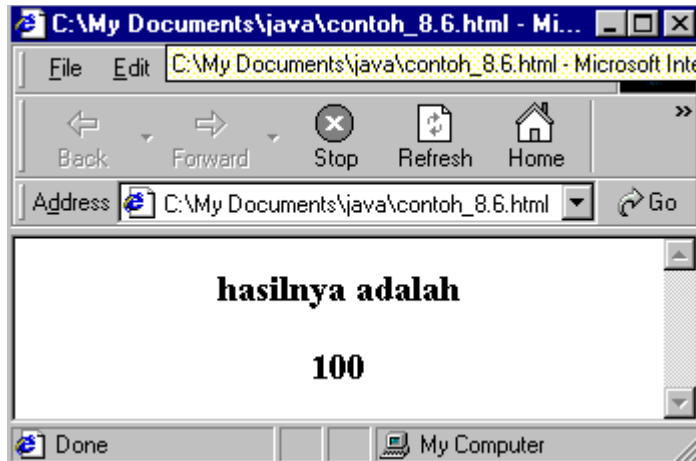 C:\My Documents\java\contoh_8.6.html - Mi...
File Edit C:\My Documents\java\contoh_8.6.html - Microsoft Inte
Back Forward Stop Refresh Home »
Address C:\My Documents\java\contoh_8.6.html Go
hasilnya adalah
100
Done My Computer